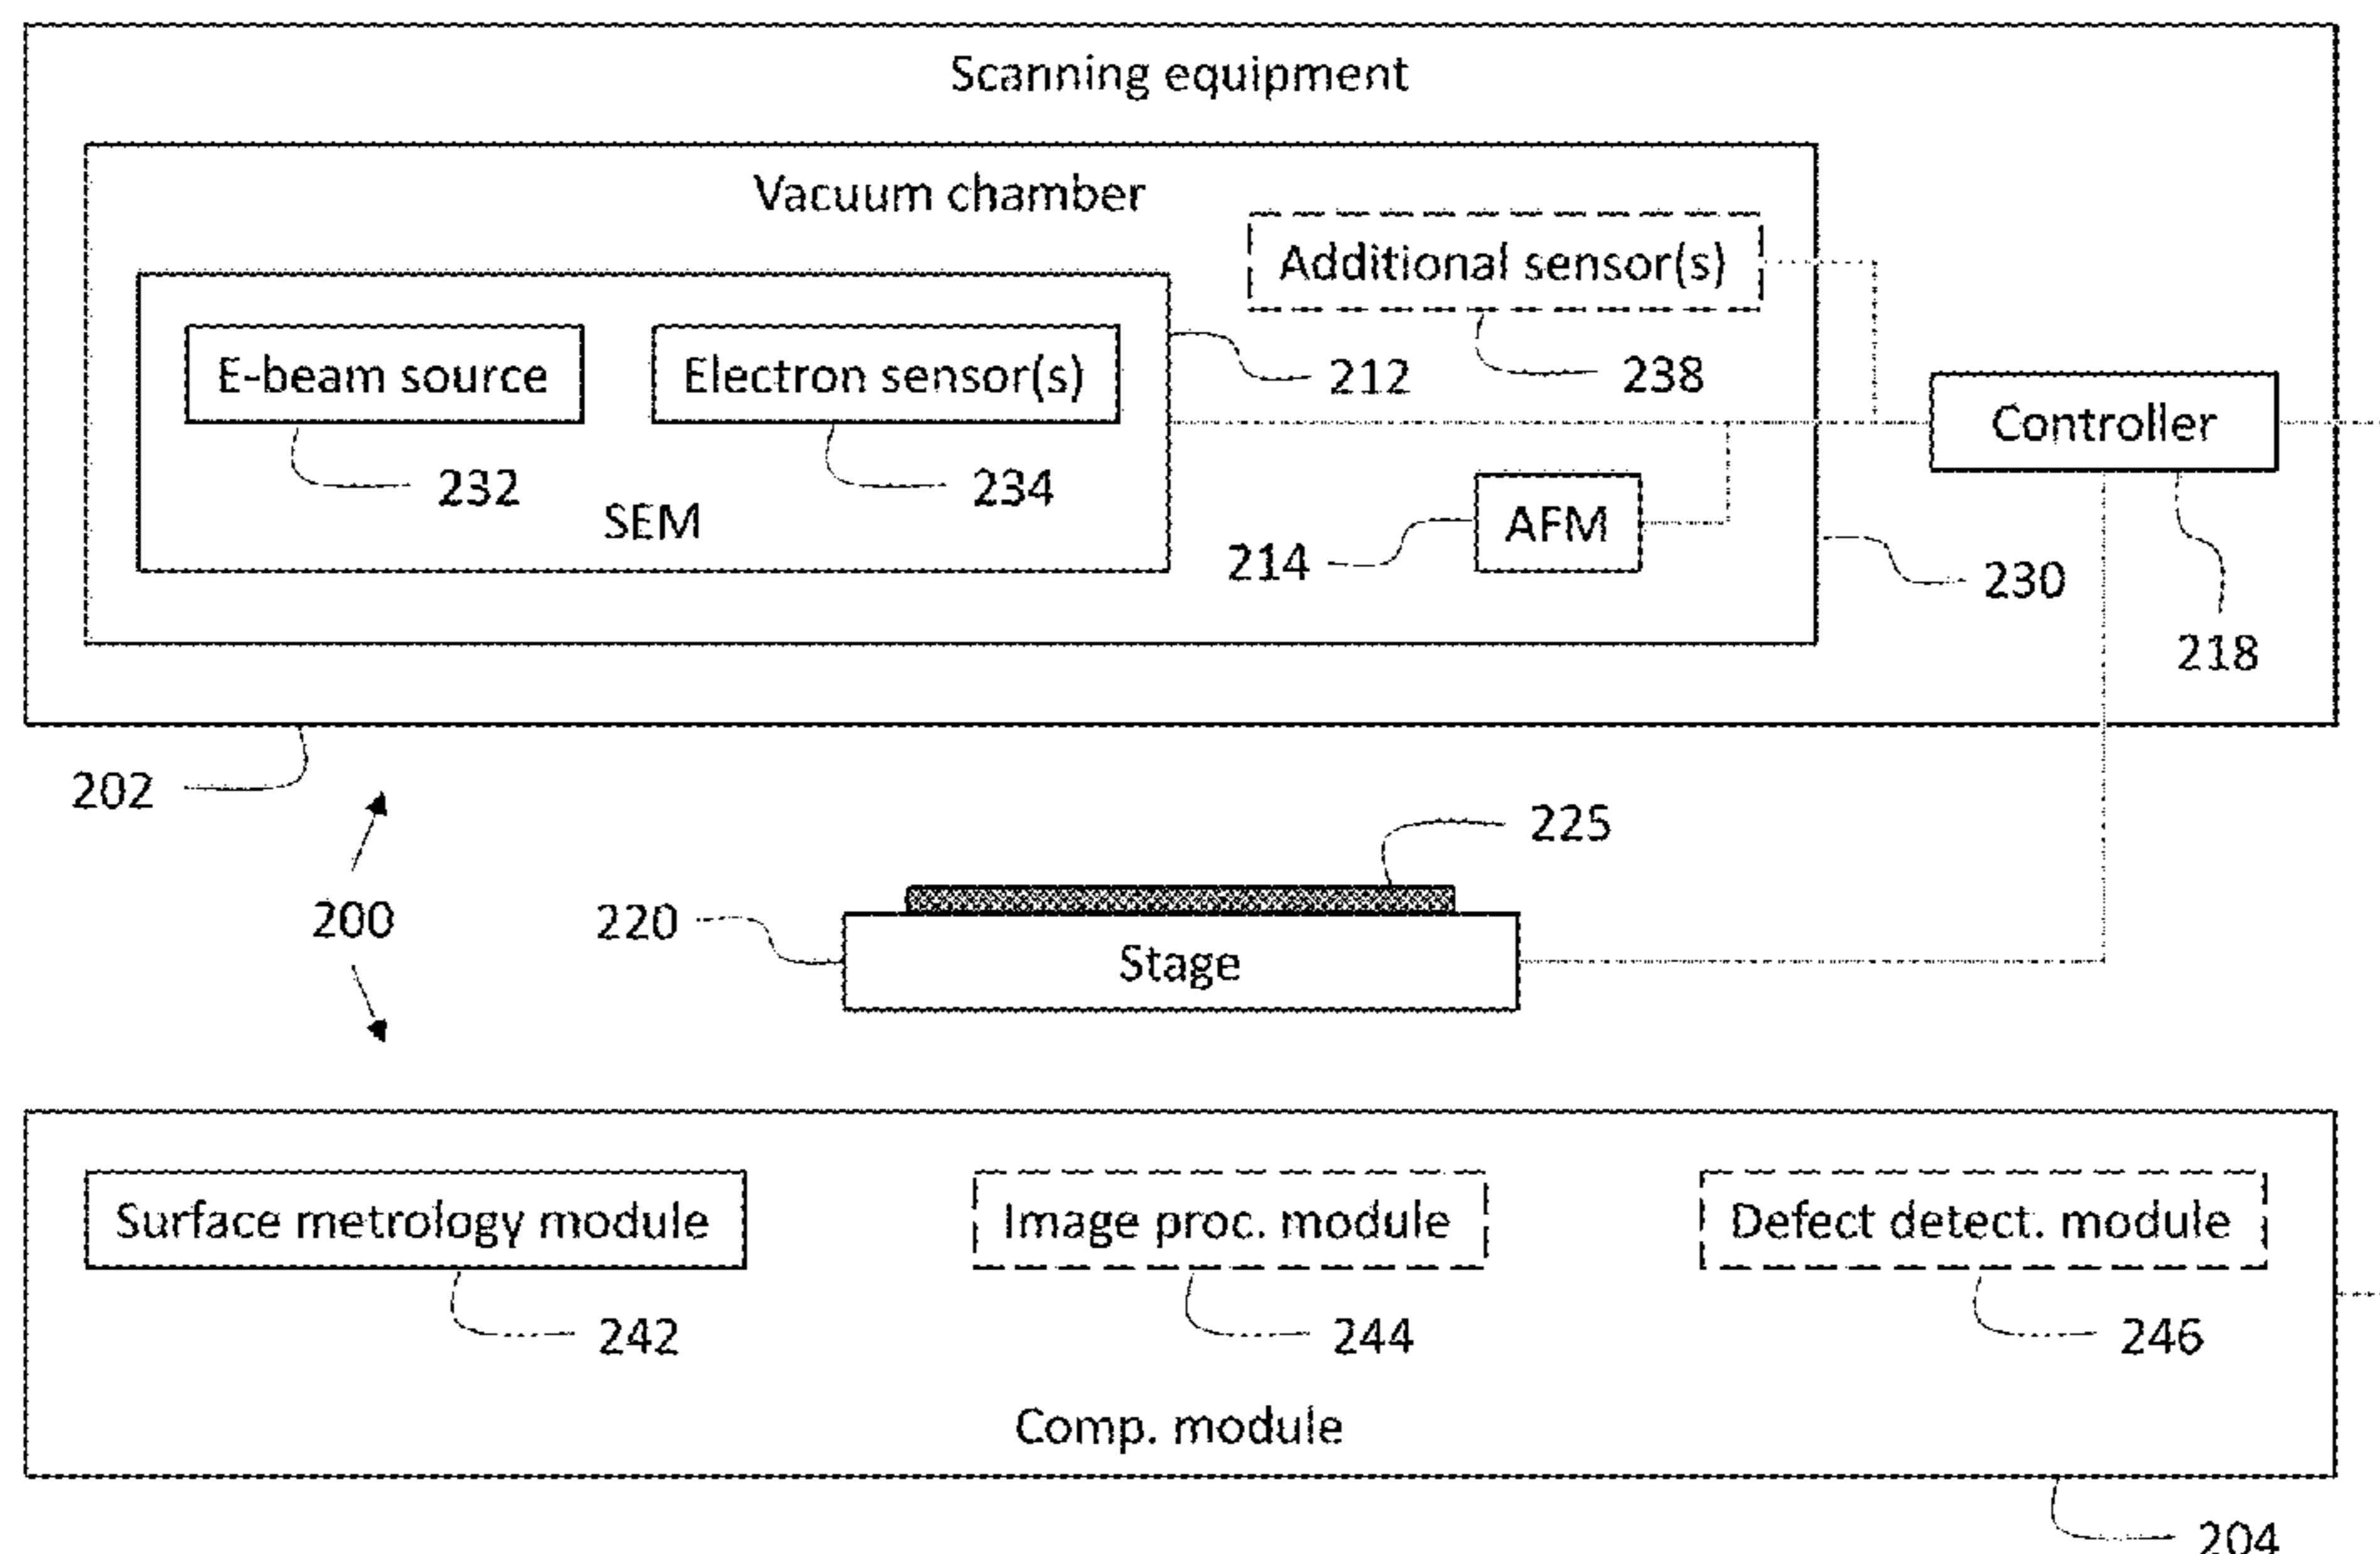 Scanning equipment
Vacuum chamber
Additional sensor(s)
E-beam source
Electron sensor(s)
212
238
Controller
232
234
SEM
214
AFM
230
218
202
225
200
220
Stage
Surface metrology module
Image proc. module
Defect detect. module
242
244
246
Comp. module
204